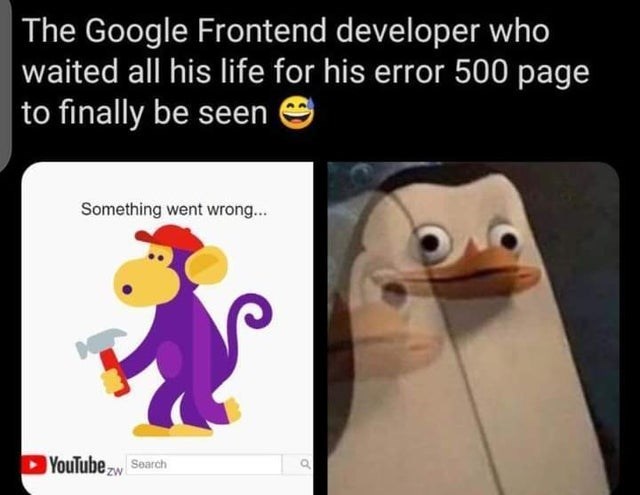 The Google Frontend developer who
waited all his life for his error 500 page
to finally be seen 😅
Something went wrong...
YouTube ZW Search